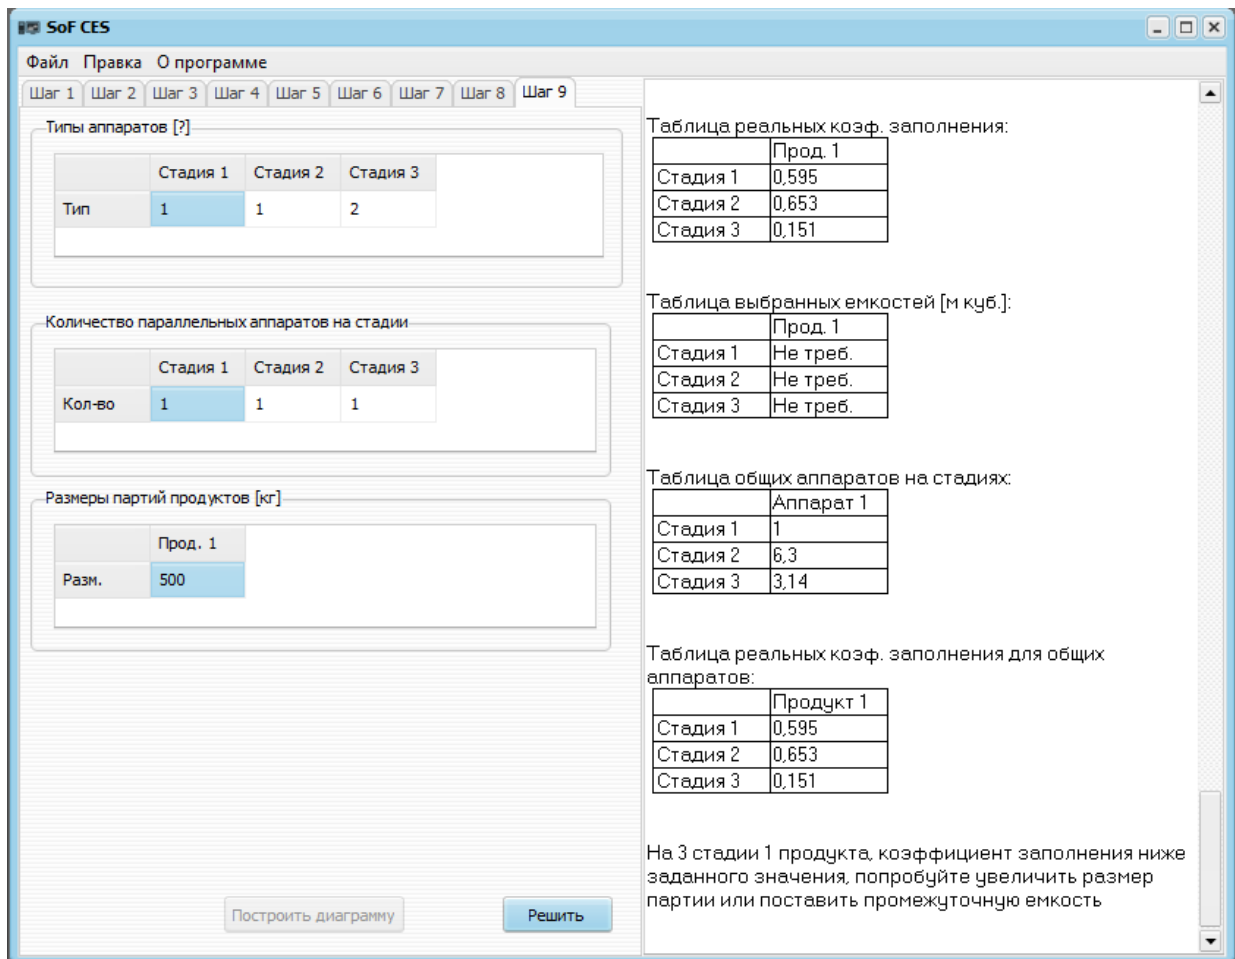 SoF CES
Файл Правка О программе
Шаг 1 Шаг 2 Шаг 3 Шаг 4 Шаг 5 Шаг 6 Шаг 7 Шаг 8 Шаг 9
Типы аппаратов [?]
Стадия 1 Стадия 2 Стадия 3
Тип 1 1 2
Количество параллельных аппаратов на стадии
Стадия 1 Стадия 2 Стадия 3
Кол-во 1 1 1
Размеры партий продуктов [кг]
Прод. 1
Разм. 500
Построить диаграмму Решить
Таблица реальных коэф. заполнения:
Прод. 1
Стадия 1 0,595
Стадия 2 0,653
Стадия 3 0,151
Таблица выбранных емкостей [м куб.]:
Прод. 1
Стадия 1 Не треб.
Стадия 2 Не треб.
Стадия 3 Не треб.
Таблица общих аппаратов на стадиях:
Аппарат 1
Стадия 1 1
Стадия 2 6,3
Стадия 3 3,14
Таблица реальных коэф. заполнения для общих
аппаратов:
Продукт 1
Стадия 1 0,595
Стадия 2 0,653
Стадия 3 0,151
На 3 стадии 1 продукта, коэффициент заполнения ниже
заданного значения, попробуйте увеличить размер
партии или поставить промежуточную емкость